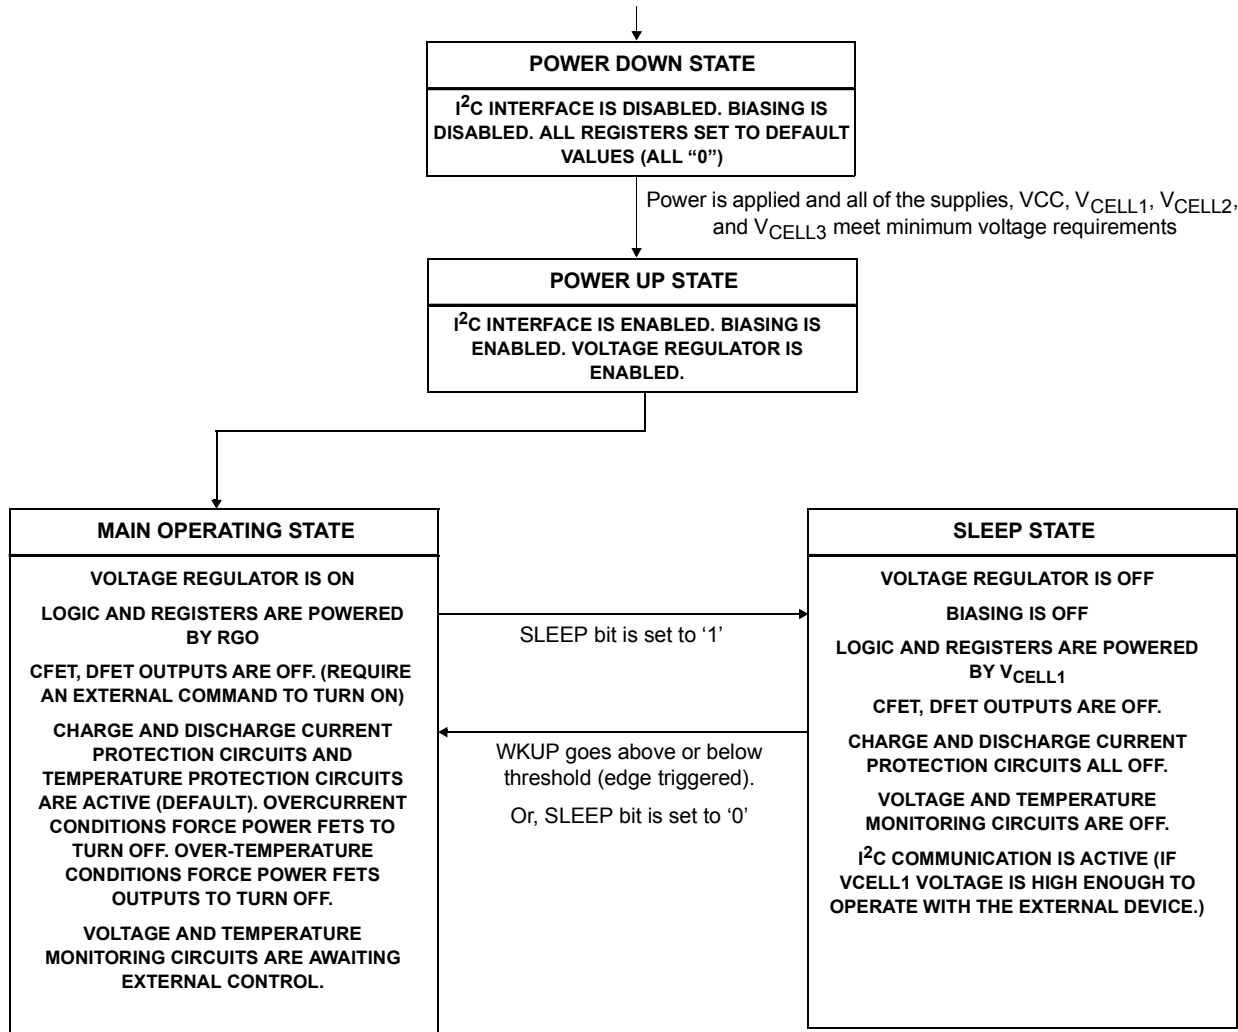 POWER DOWN STATE
I²C INTERFACE IS DISABLED. BIASING IS
DISABLED. ALL REGISTERS SET TO DEFAULT
VALUES (ALL “0”)
Power is applied and all of the supplies, VCC, VCELL1, VCELL2,
and VCELL3 meet minimum voltage requirements
POWER UP STATE
I²C INTERFACE IS ENABLED. BIASING IS
ENABLED. VOLTAGE REGULATOR IS
ENABLED.
MAIN OPERATING STATE
VOLTAGE REGULATOR IS ON
LOGIC AND REGISTERS ARE POWERED
BY RGO
CFET, DFET OUTPUTS ARE OFF. (REQUIRE
AN EXTERNAL COMMAND TO TURN ON)
CHARGE AND DISCHARGE CURRENT
PROTECTION CIRCUITS AND
TEMPERATURE PROTECTION CIRCUITS
ARE ACTIVE (DEFAULT). OVERCURRENT
CONDITIONS FORCE POWER FETS TO
TURN OFF. OVER-TEMPERATURE
CONDITIONS FORCE POWER FETS
OUTPUTS TO TURN OFF.
VOLTAGE AND TEMPERATURE
MONITORING CIRCUITS ARE AWAITING
EXTERNAL CONTROL.
SLEEP bit is set to ‘1’
WKUP goes above or below
threshold (edge triggered).
Or, SLEEP bit is set to ‘0’
SLEEP STATE
VOLTAGE REGULATOR IS OFF
BIASING IS OFF
LOGIC AND REGISTERS ARE POWERED
BY VCELL1
CFET, DFET OUTPUTS ARE OFF.
CHARGE AND DISCHARGE CURRENT
PROTECTION CIRCUITS ALL OFF.
VOLTAGE AND TEMPERATURE
MONITORING CIRCUITS ARE OFF.
I²C COMMUNICATION IS ACTIVE (IF
VCELL1 VOLTAGE IS HIGH ENOUGH TO
OPERATE WITH THE EXTERNAL DEVICE.)